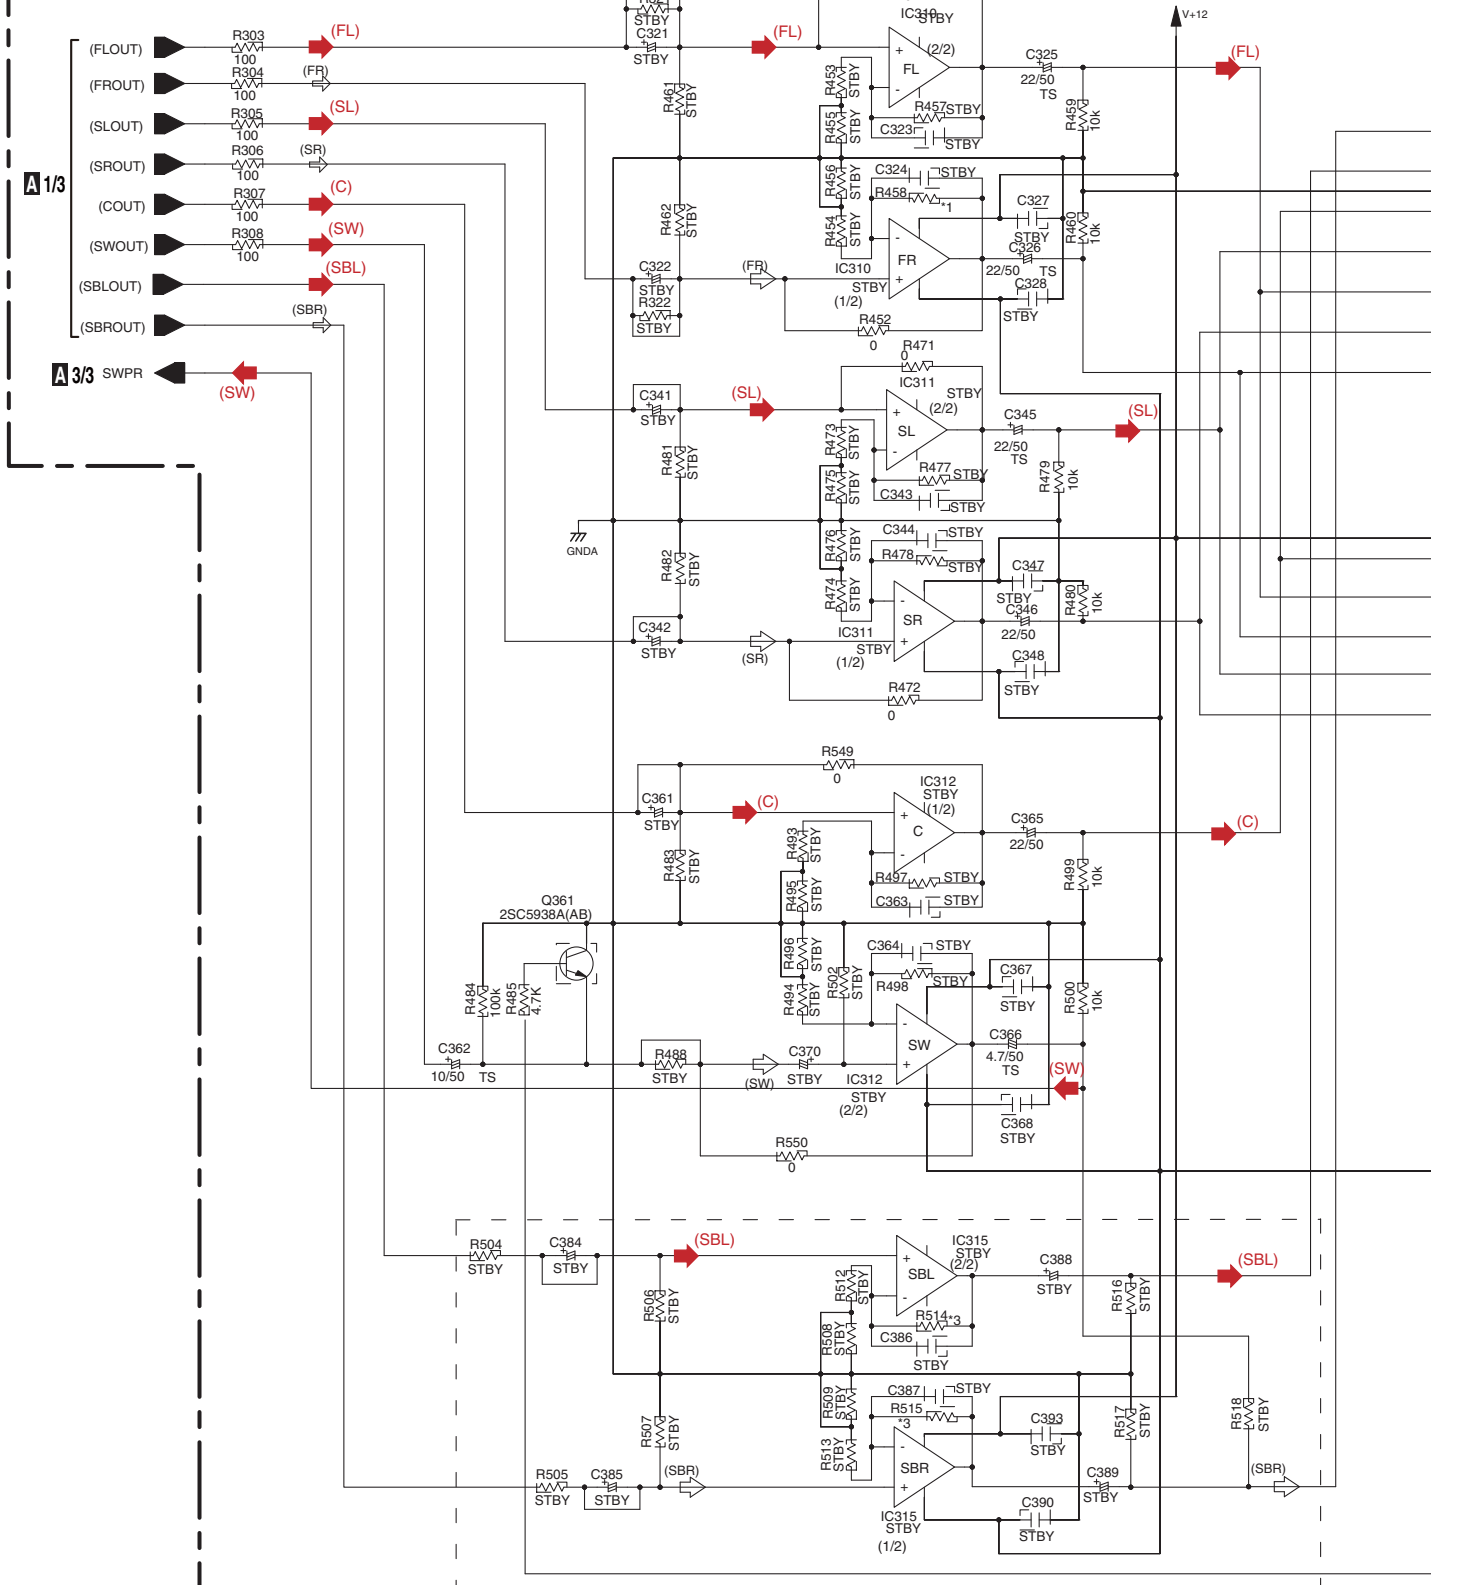 STBY
C321
STBY
IC310
STBY
V+12
(FLOUT)
R303
100
(FL)
(FL)
+
(2/2)
FL
-
C325
22/50
TS
(FL)
(FROUT)
R304
100
(FR)
R461
STBY
R453
STBY
R457
STBY
C323
STBY
R459
10k
(SLOUT)
R305
100
(SL)
R455
STBY
(SROUT)
R306
100
(SR)
A 1/3
(COUT)
R307
100
(C)
R462
STBY
R456
STBY
R454
STBY
C324
STBY
R458
*1
C327
STBY
R460
10k
(SWOUT)
R308
100
(SW)
-
FR
+
C326
22/50
TS
(SBLOUT)
(SBL)
C322
STBY
R322
STBY
(FR)
IC310
STBY
(1/2)
C328
STBY
(SBROUT)
(SBR)
R452
0
A 3/3
SWPR
(SW)
R471
0
IC311
STBY
(2/2)
C341
STBY
(SL)
+
SL
-
C345
22/50
TS
(SL)
R481
STBY
R473
STBY
R475
STBY
R477
STBY
C343
STBY
R479
10k
GNDA
R482
STBY
R476
STBY
R474
STBY
C344
STBY
R478
STBY
C347
STBY
R480
10k
-
SR
+
C346
22/50
C342
STBY
(SR)
IC311
STBY
(1/2)
C348
STBY
R472
0
R549
0
C361
STBY
(C)
IC312
STBY
(1/2)
+
C
-
C365
22/50
(C)
R483
STBY
R493
STBY
R495
STBY
R497
STBY
C363
STBY
R499
10k
Q361
2SC5938A(AB)
R484
100k
R485
4.7K
R496
STBY
R494
STBY
R502
STBY
C364
STBY
R498
STBY
C367
STBY
R500
10k
-
SW
+
C366
4.7/50
TS
C362
10/50
TS
R488
STBY
(SW)
C370
STBY
IC312
STBY
(2/2)
(SW)
C368
STBY
R550
0
R504
STBY
C384
STBY
(SBL)
IC315
STBY
(2/2)
+
SBL
-
C388
STBY
(SBL)
R506
STBY
R512
STBY
R508
STBY
R514
*3
C386
STBY
R516
STBY
R507
STBY
R509
STBY
R513
STBY
C387
STBY
R515
*3
C393
STBY
R517
STBY
R518
STBY
-
SBR
+
R505
STBY
C385
STBY
(SBR)
IC315
STBY
(1/2)
C389
STBY
(SBR)
C390
STBY